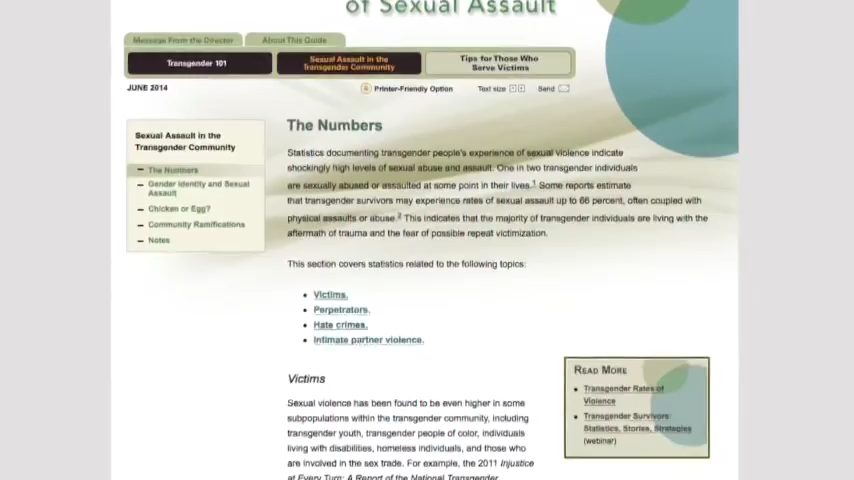 of Sexual Assault
Message From the Director
About This Guide
Transgender 101
Sexual Assault in the
Transgender Community
Tips for Those Who
Serve Victims
JUNE 2014
Printer-Friendly Option
Text size
Send
Sexual Assault in the
Transgender Community
– The Numbers
– Gender Identity and Sexual
Assault
– Chicken or Egg?
– Community Ramifications
– Notes
The Numbers
Statistics documenting transgender people's experience of sexual violence indicate
shockingly high levels of sexual abuse and assault. One in two transgender individuals
are sexually abused or assaulted at some point in their lives.1 Some reports estimate
that transgender survivors may experience rates of sexual assault up to 66 percent, often coupled with
physical assaults or abuse.2 This indicates that the majority of transgender individuals are living with the
aftermath of trauma and the fear of possible repeat victimization.
This section covers statistics related to the following topics:
• Victims.
• Perpetrators.
• Hate crimes.
• Intimate partner violence.
Victims
Sexual violence has been found to be even higher in some
subpopulations within the transgender community, including
transgender youth, transgender people of color, individuals
living with disabilities, homeless individuals, and those who
are involved in the sex trade. For example, the 2011 Injustice
at Every Turn: A Report of the National Transgender
READ MORE
• Transgender Rates of
Violence
• Transgender Survivors:
Statistics, Stories, Strategies
(webinar)